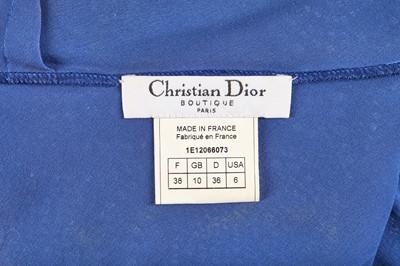 Christian Dior
BOUTIQUE
PARIS
MADE IN FRANCE
Fabriqué en France
1E12066073
F GB D USA
38 10 36 6